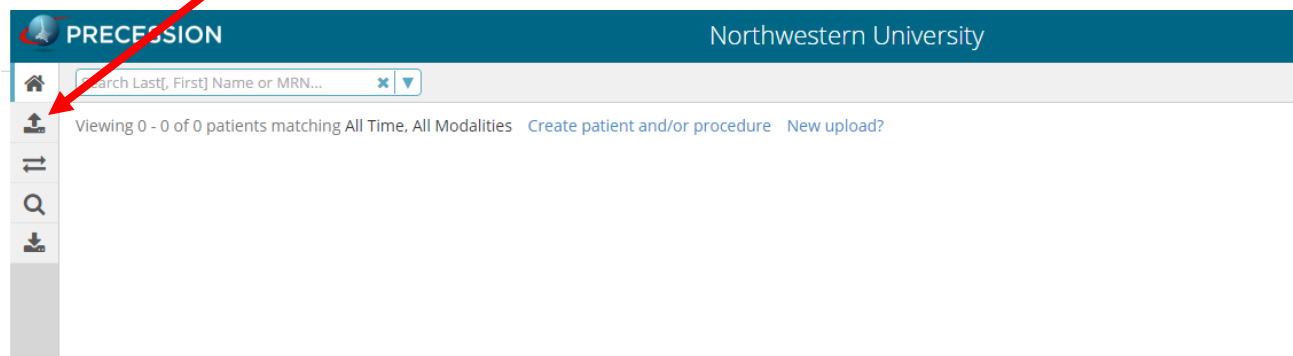 PRECESSION
Northwestern University
Search Last[, First] Name or MRN...
Viewing 0 - 0 of 0 patients matching All Time, All Modalities Create patient and/or procedure New upload?